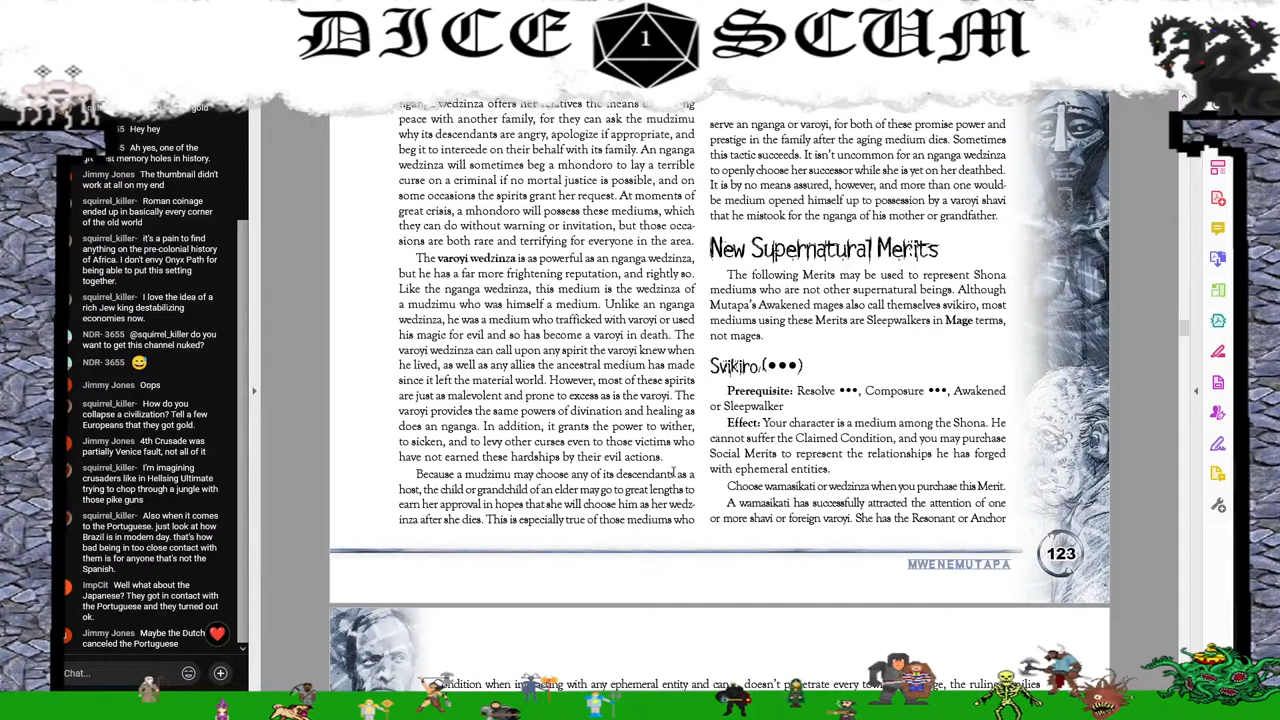 DICE SCUM
1
Hey hey
Ah yes, one of the
memory holes in history.
Jimmy Jones The thumbnail didn't
work at all on my end
squirrel_killer- Roman coinage
ended up in basically every corner
of the old world
squirrel_killer- it's a pain to find
anything on the pre-colonial history
of Africa. I don't envy Onyx Path for
being able to put this setting
together.
squirrel_killer- I love the idea of a
rich Jew king destabilizing
economies now.
NDR- 3655 @squirrel_killer do you
want to get this channel nuked?
NDR- 3655
Jimmy Jones Oops
squirrel_killer- How do you
collapse a civilization? Tell a few
Europeans that they got gold.
Jimmy Jones 4th Crusade was
partially Venice fault, not all of it
squirrel_killer- I'm imagining
crusaders like in Hellsing Ultimate
trying to chop through a jungle with
those pike guns
squirrel_killer- Also when it comes
to the Portuguese. just look at how
Brazil is in modern day. that's how
bad being in too close contact with
them is for anyone that's not the
Spanish.
ImpCit Well what about the
Japanese? They got in contact with
the Portuguese and they turned out
ok.
Jimmy Jones Maybe the Dutch
canceled the Portuguese
Chat...
wedzinza offers her relatives the means
peace with another family, for they can ask the mudzimu
why its descendants are angry, apologize if appropriate, and
beg it to intercede on their behalf with its family. An nganga
wedzinza will sometimes beg a mhondoro to lay a terrible
curse on a criminal if no mortal justice is possible, and on
some occasions the spirits grant her request. At moments of
great crisis, a mhondoro will possess these mediums, which
they can do without warning or invitation, but those occa-
sions are both rare and terrifying for everyone in the area.
The varoyi wedzinza is as powerful as an nganga wedzinza,
but he has a far more frightening reputation, and rightly so.
Like the nganga wedzinza, this medium is the wedzinza of
a mudzimu who was himself a medium. Unlike an nganga
wedzinza, he was a medium who trafficked with varoyi or used
his magic for evil and so has become a varoyi in death. The
varoyi wedzinza can call upon any spirit the varoyi knew when
he lived, as well as any allies the ancestral medium has made
since it left the material world. However, most of these spirits
are just as malevolent and prone to excess as is the varoyi. The
varoyi provides the same powers of divination and healing as
does an nganga. In addition, it grants the power to wither,
to sicken, and to levy other curses even to those victims who
have not earned these hardships by their evil actions.
Because a mudzimu may choose any of its descendants as a
host, the child or grandchild of an elder may go to great lengths to
earn her approval in hopes that she will choose him as her wedz-
inza after she dies. This is especially true of those mediums who
serve an nganga or varoyi, for both of these promise power and
prestige in the family after the aging medium dies. Sometimes
this tactic succeeds. It isn't uncommon for an nganga wedzinza
to openly choose her successor while she is yet on her deathbed.
It is by no means assured, however, and more than one would-
be medium opened himself up to possession by a varoyi shavi
that he mistook for the nganga of his mother or grandfather.
New Supernatural Merits
The following Merits may be used to represent Shona
mediums who are not other supernatural beings. Although
Mutapa's Awakened mages also call themselves svikiro, most
mediums using these Merits are Sleepwalkers in Mage terms,
not mages.
Svikiro (•••)
Prerequisite: Resolve •••, Composure •••, Awakened
or Sleepwalker
Effect: Your character is a medium among the Shona. He
cannot suffer the Claimed Condition, and you may purchase
Social Merits to represent the relationships he has forged
with ephemeral entities.
Choose wamasikati or wedzinza when you purchase this Merit.
A wamasikati has successfully attracted the attention of one
or more shavi or foreign varoyi. She has the Resonant or Anchor
MWENEMUTAPA
123